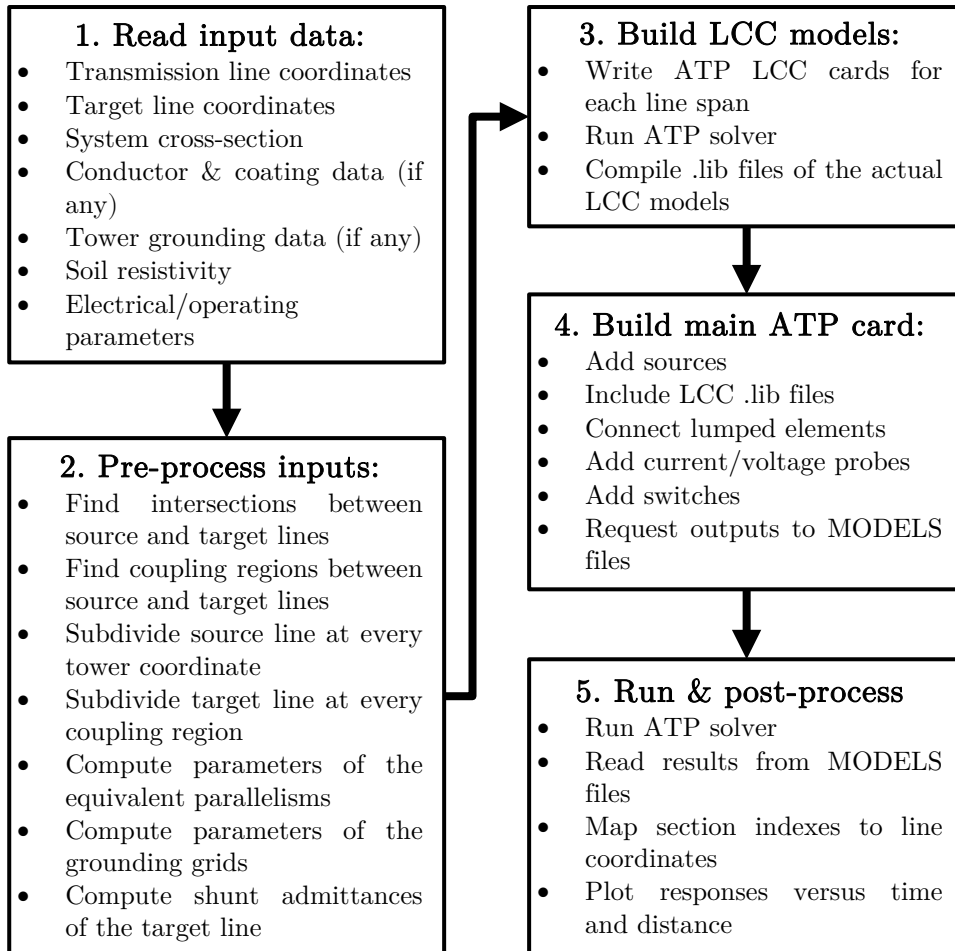 1. Read input data:
• Transmission line coordinates
• Target line coordinates
• System cross-section
• Conductor & coating data (if
any)
• Tower grounding data (if any)
• Soil resistivity
• Electrical/operating
parameters
2. Pre-process inputs:
• Find intersections between
source and target lines
• Find coupling regions between
source and target lines
• Subdivide source line at every
tower coordinate
• Subdivide target line at every
coupling region
• Compute parameters of the
equivalent parallelisms
• Compute parameters of the
grounding grids
• Compute shunt admittances
of the target line
3. Build LCC models:
• Write ATP LCC cards for
each line span
• Run ATP solver
• Compile .lib files of the actual
LCC models
4. Build main ATP card:
• Add sources
• Include LCC .lib files
• Connect lumped elements
• Add current/voltage probes
• Add switches
• Request outputs to MODELS
files
5. Run & post-process
• Run ATP solver
• Read results from MODELS
files
• Map section indexes to line
coordinates
• Plot responses versus time
and distance